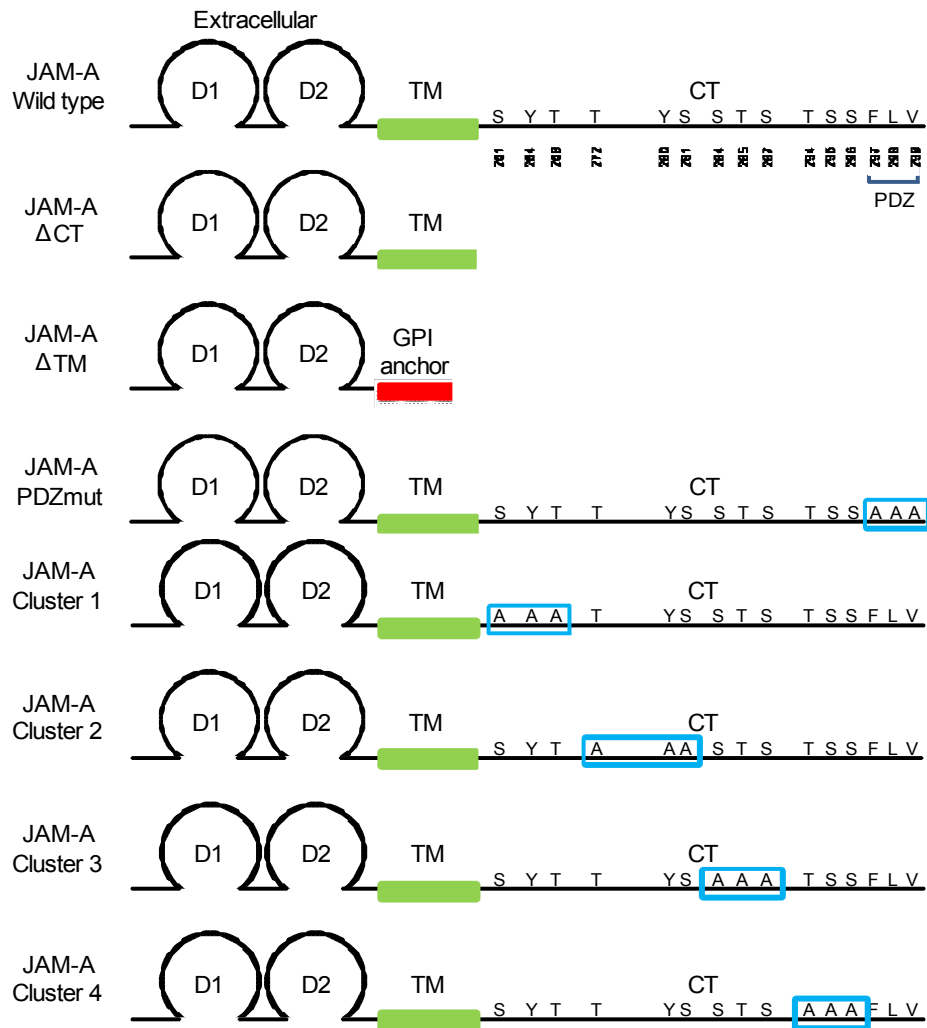 Extracellular
JAM-A
Wild type
D1 D2 TM CT
S Y T T Y S S T S T S S F L V
272
PDZ
JAM-A
ΔCT
D1 D2 TM
JAM-A
ΔTM
D1 D2 GPI
anchor
JAM-A
PDZmut
D1 D2 TM CT
S Y T T Y S S T S T S S A A A
JAM-A
Cluster 1
D1 D2 TM CT
A A A T Y S S T S T S S F L V
JAM-A
Cluster 2
D1 D2 TM CT
S Y T A A A S T S T S S F L V
JAM-A
Cluster 3
D1 D2 TM CT
S Y T T Y S A A A T S S F L V
JAM-A
Cluster 4
D1 D2 TM CT
S Y T T Y S S T S A A A F L V